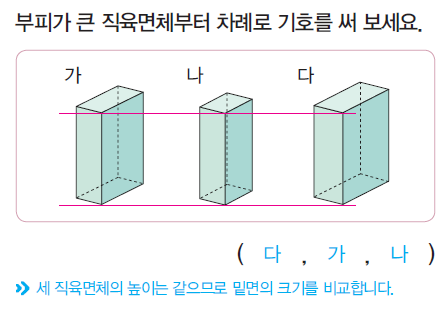 부피가 큰 직육면체부터 차례로 기호를 써 보세요.
가 나 다
( 다 , 가 , 나 )
세 직육면체의 높이는 같으므로 밑면의 크기를 비교합니다.